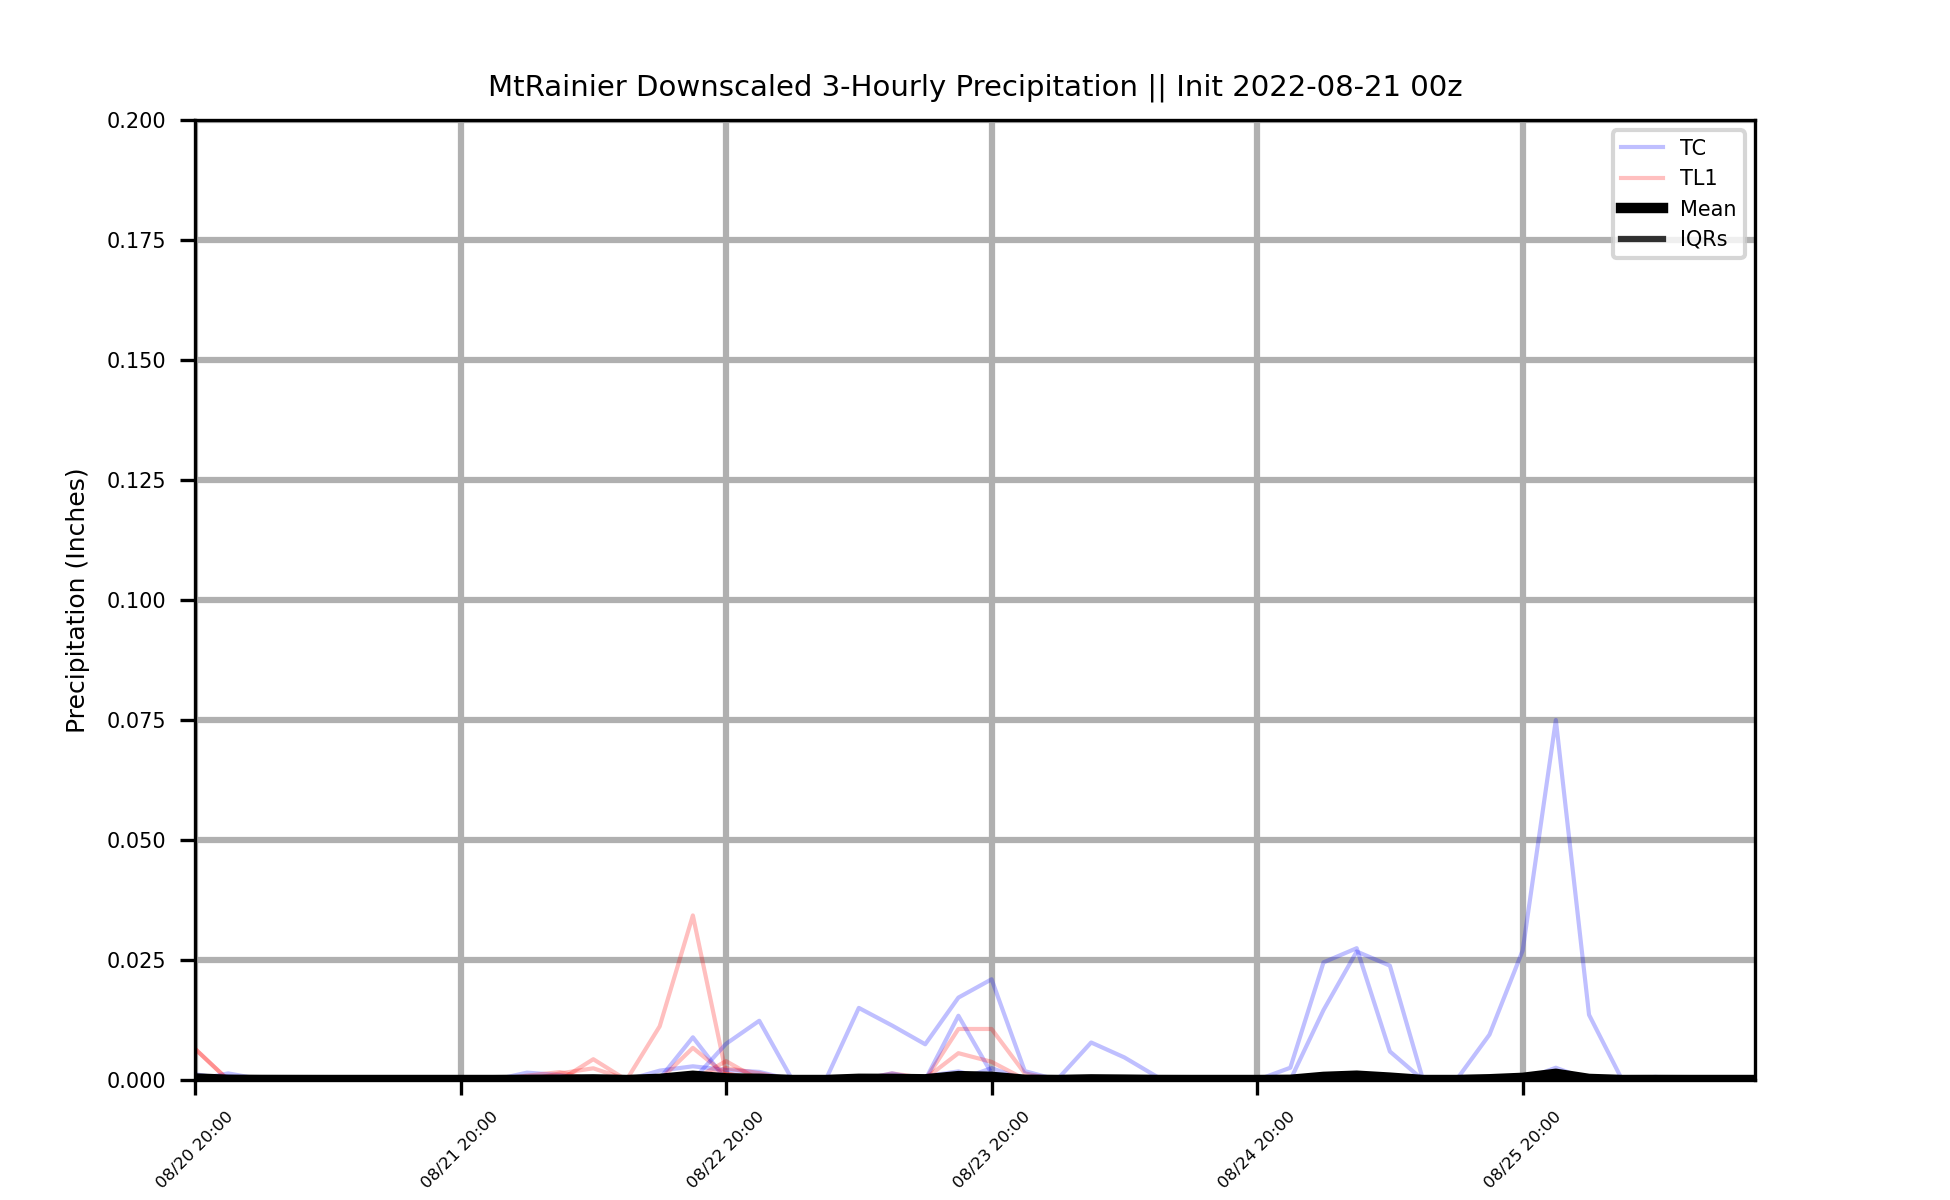 MtRainier Downscaled 3-Hourly Precipitation || Init 2022-08-21 00z
0.200
0.175
0.150
0.125
0.100
0.075
0.050
0.025
0.000
Precipitation (Inches)
TC
TL1
Mean
IQRs
08/20 20:00
08/21 20:00
08/22 20:00
08/23 20:00
08/24 20:00
08/25 20:00